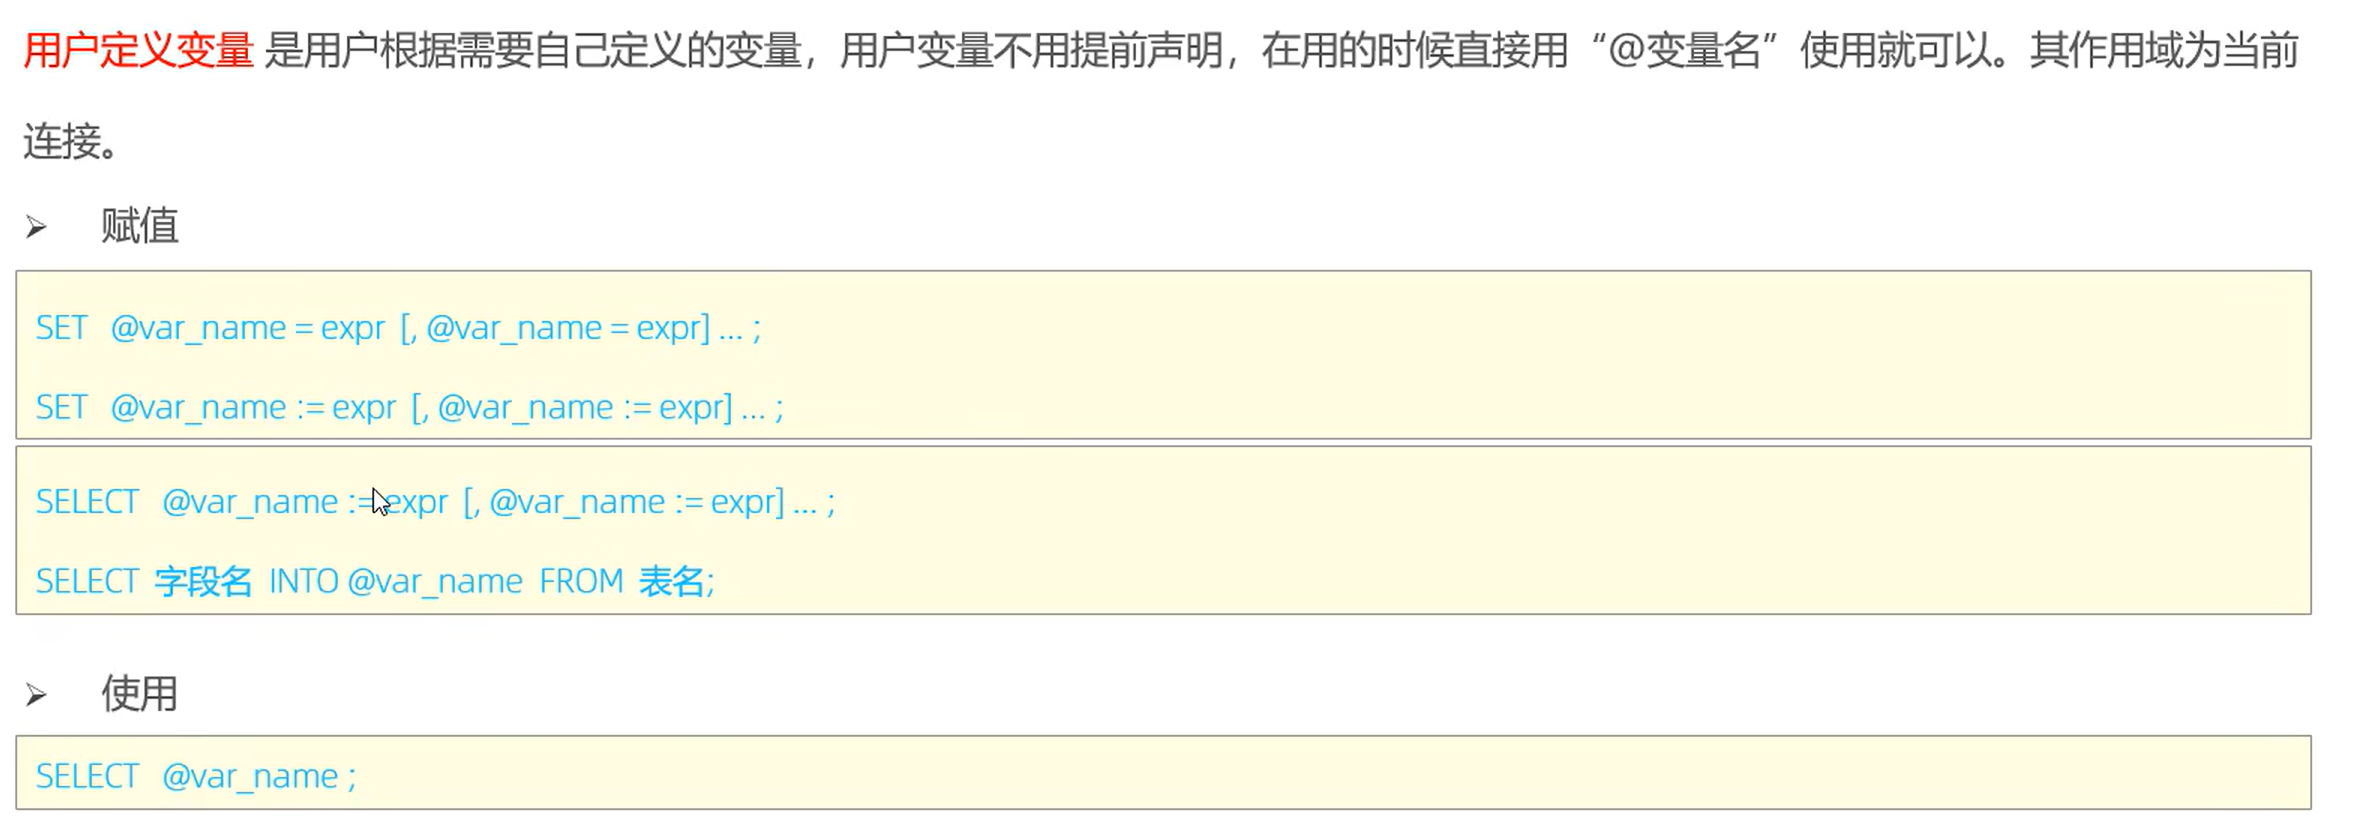 用户定义变量 是用户根据需要自己定义的变量，用户变量不用提前声明，在用的时候直接用“@变量名”使用就可以。其作用域为当前
连接。
赋值
SET @var_name = expr [, @var_name = expr] ... ;
SET @var_name := expr [, @var_name := expr] ... ;
SELECT @var_name := expr [, @var_name := expr] ... ;
SELECT 字段名 INTO @var_name FROM 表名;
使用
SELECT @var_name ;